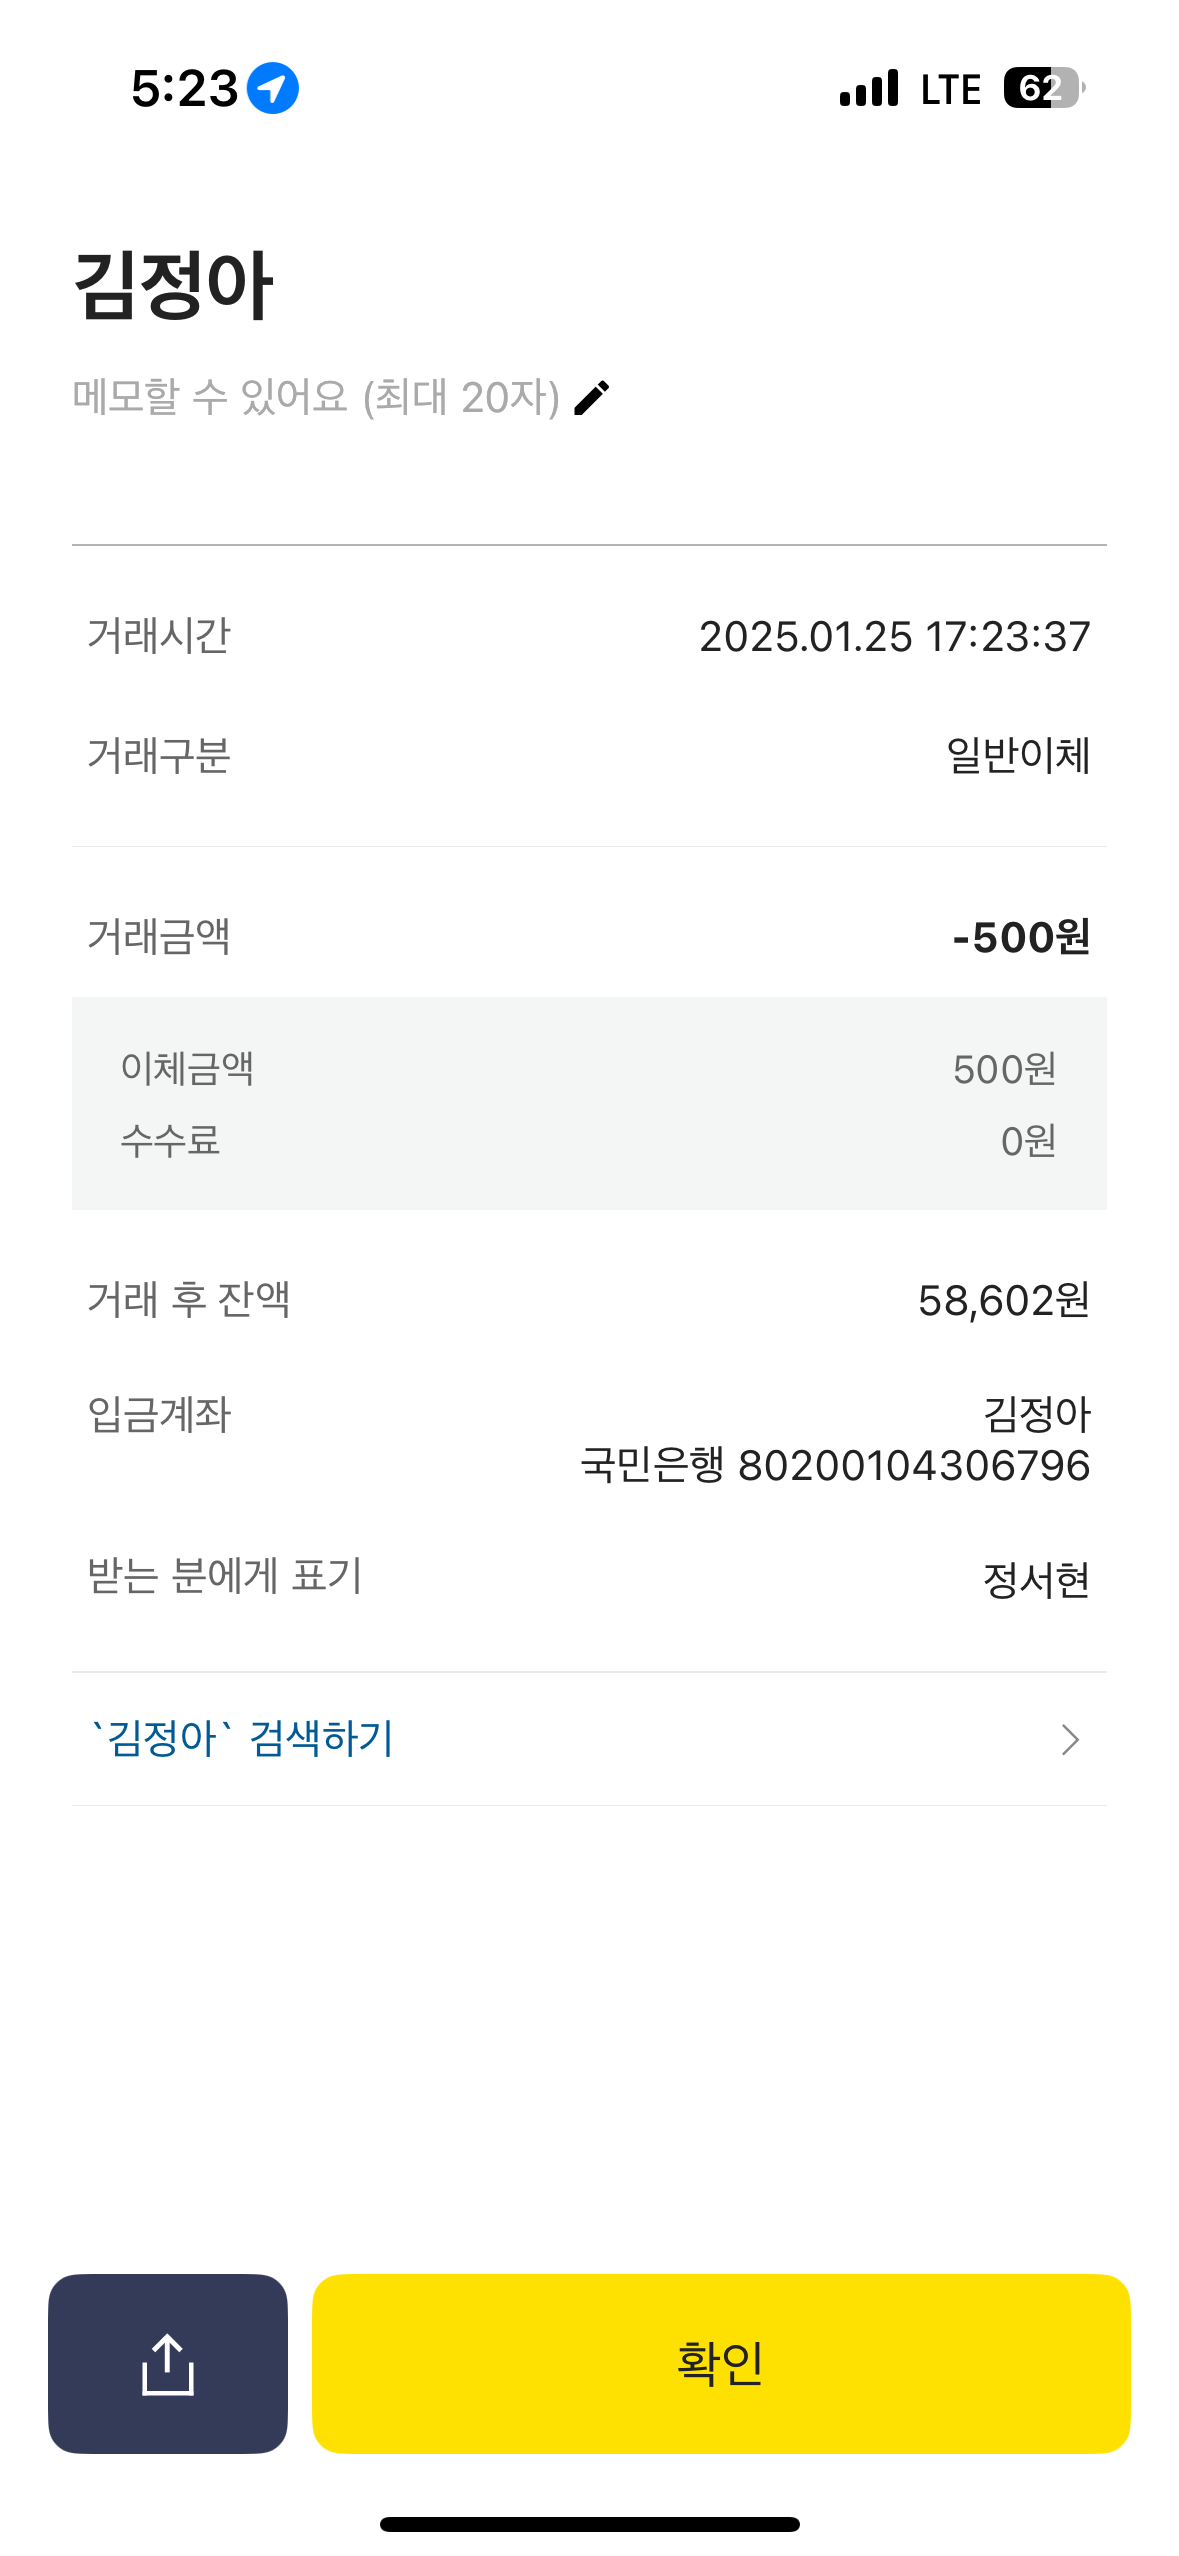 5:23 LTE 62
김정아
메모할 수 있어요 (최대 20자)
거래시간 2025.01.25 17:23:37
거래구분 일반이체
거래금액 -500원
이체금액 500원
수수료 0원
거래 후 잔액 58,602원
입금계좌 김정아
국민은행 80200104306796
받는 분에게 표기 정서현
`김정아` 검색하기
확인